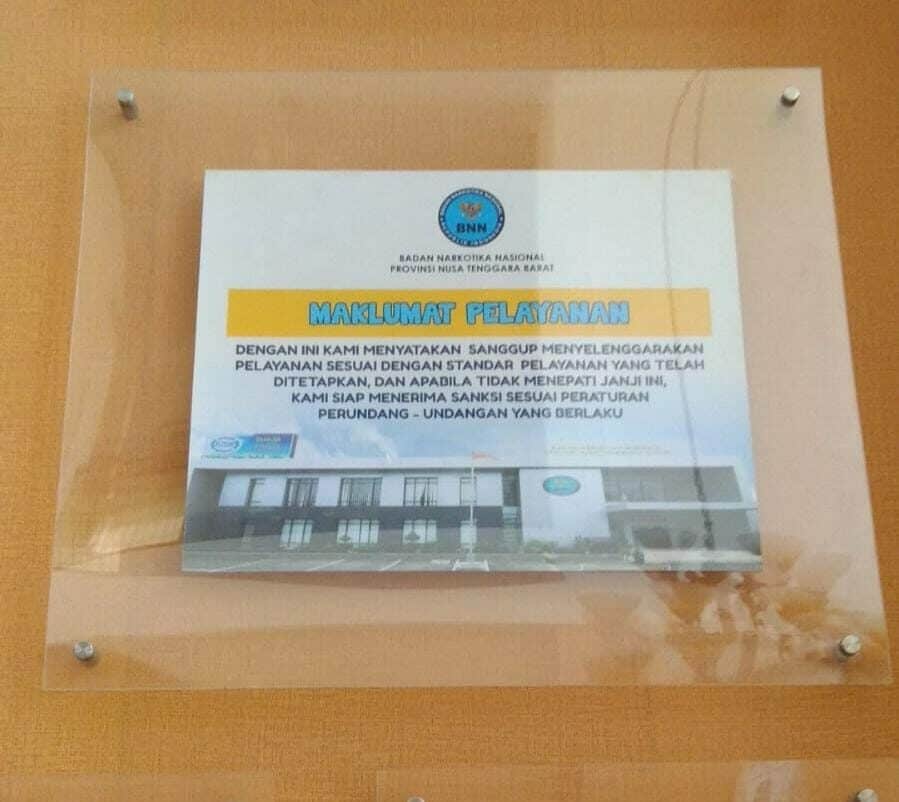 BNN
BADAN NARKOTIKA NASIONAL
PROVINSI NUSA TENGGARA BARAT
MAKLUMAT PELAYANAN
DENGAN INI KAMI MENYATAKAN SANGGUP MENYELENGGARAKAN
PELAYANAN SESUAI DENGAN STANDAR PELAYANAN YANG TELAH
DITETAPKAN, DAN APABILA TIDAK MENEPATI JANJI INI,
KAMI SIAP MENERIMA SANKSI SESUAI PERATURAN
PERUNDANG - UNDANGAN YANG BERLAKU